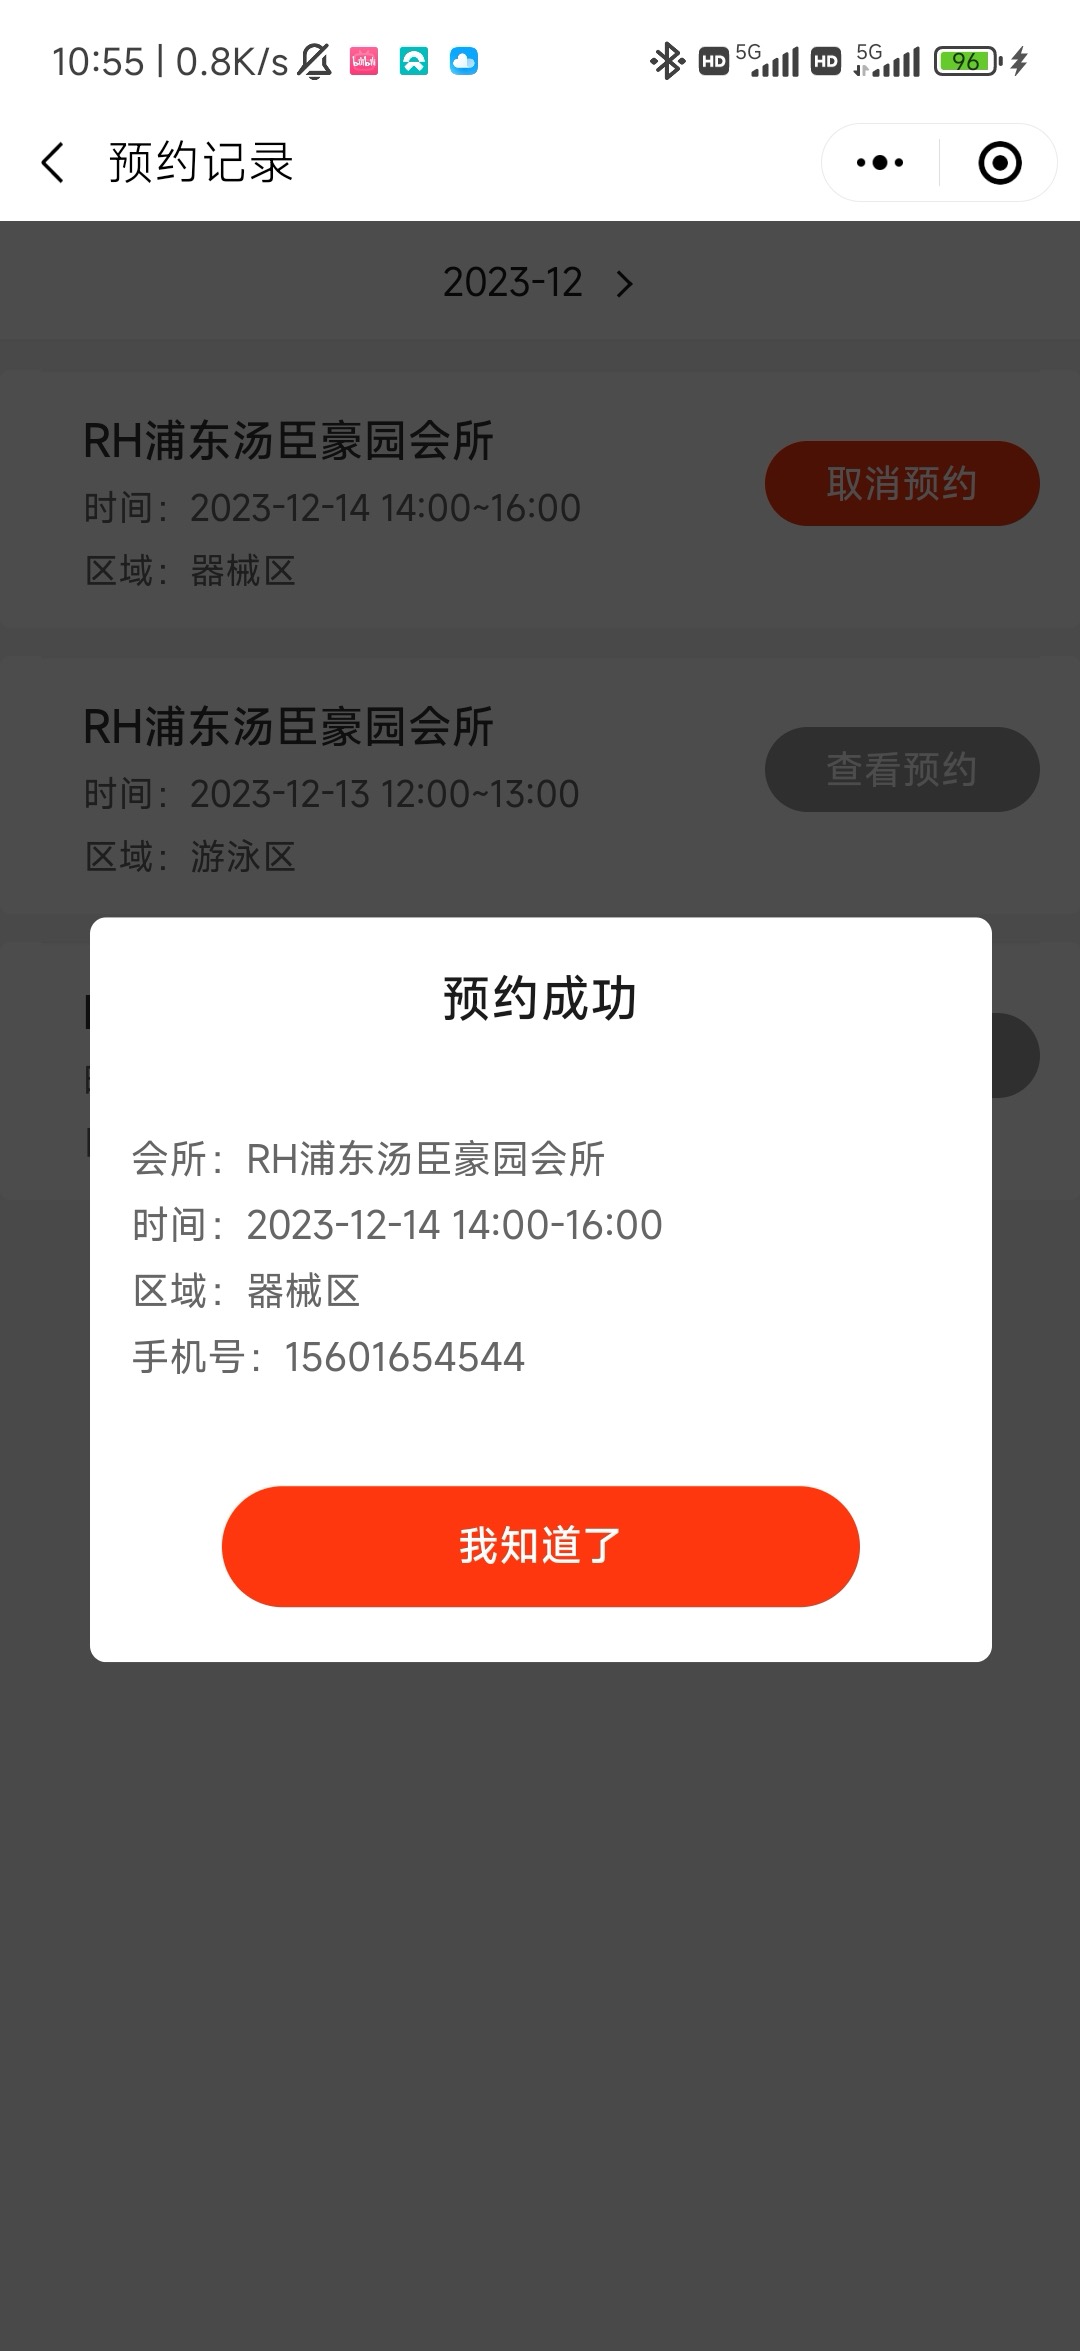 10:55 | 0.8K/s bilibili HD 5G HD 5G 96
预约记录
2023-12
RH浦东汤臣豪园会所
取消预约
时间：2023-12-14 14:00~16:00
区域：器械区
RH浦东汤臣豪园会所
查看预约
时间：2023-12-13 12:00~13:00
区域：游泳区
预约成功
会所：RH浦东汤臣豪园会所
时间：2023-12-14 14:00-16:00
区域：器械区
手机号：15601654544
我知道了